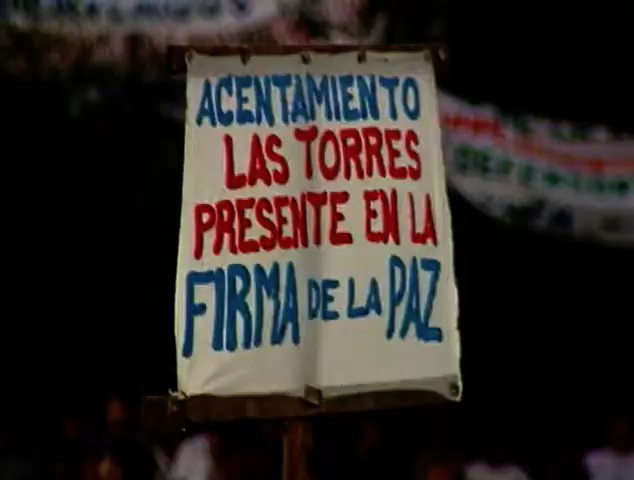 ACENTAMIENTO
LAS TORRES
PRESENTE EN LA
FIRMA DE LA PAZ